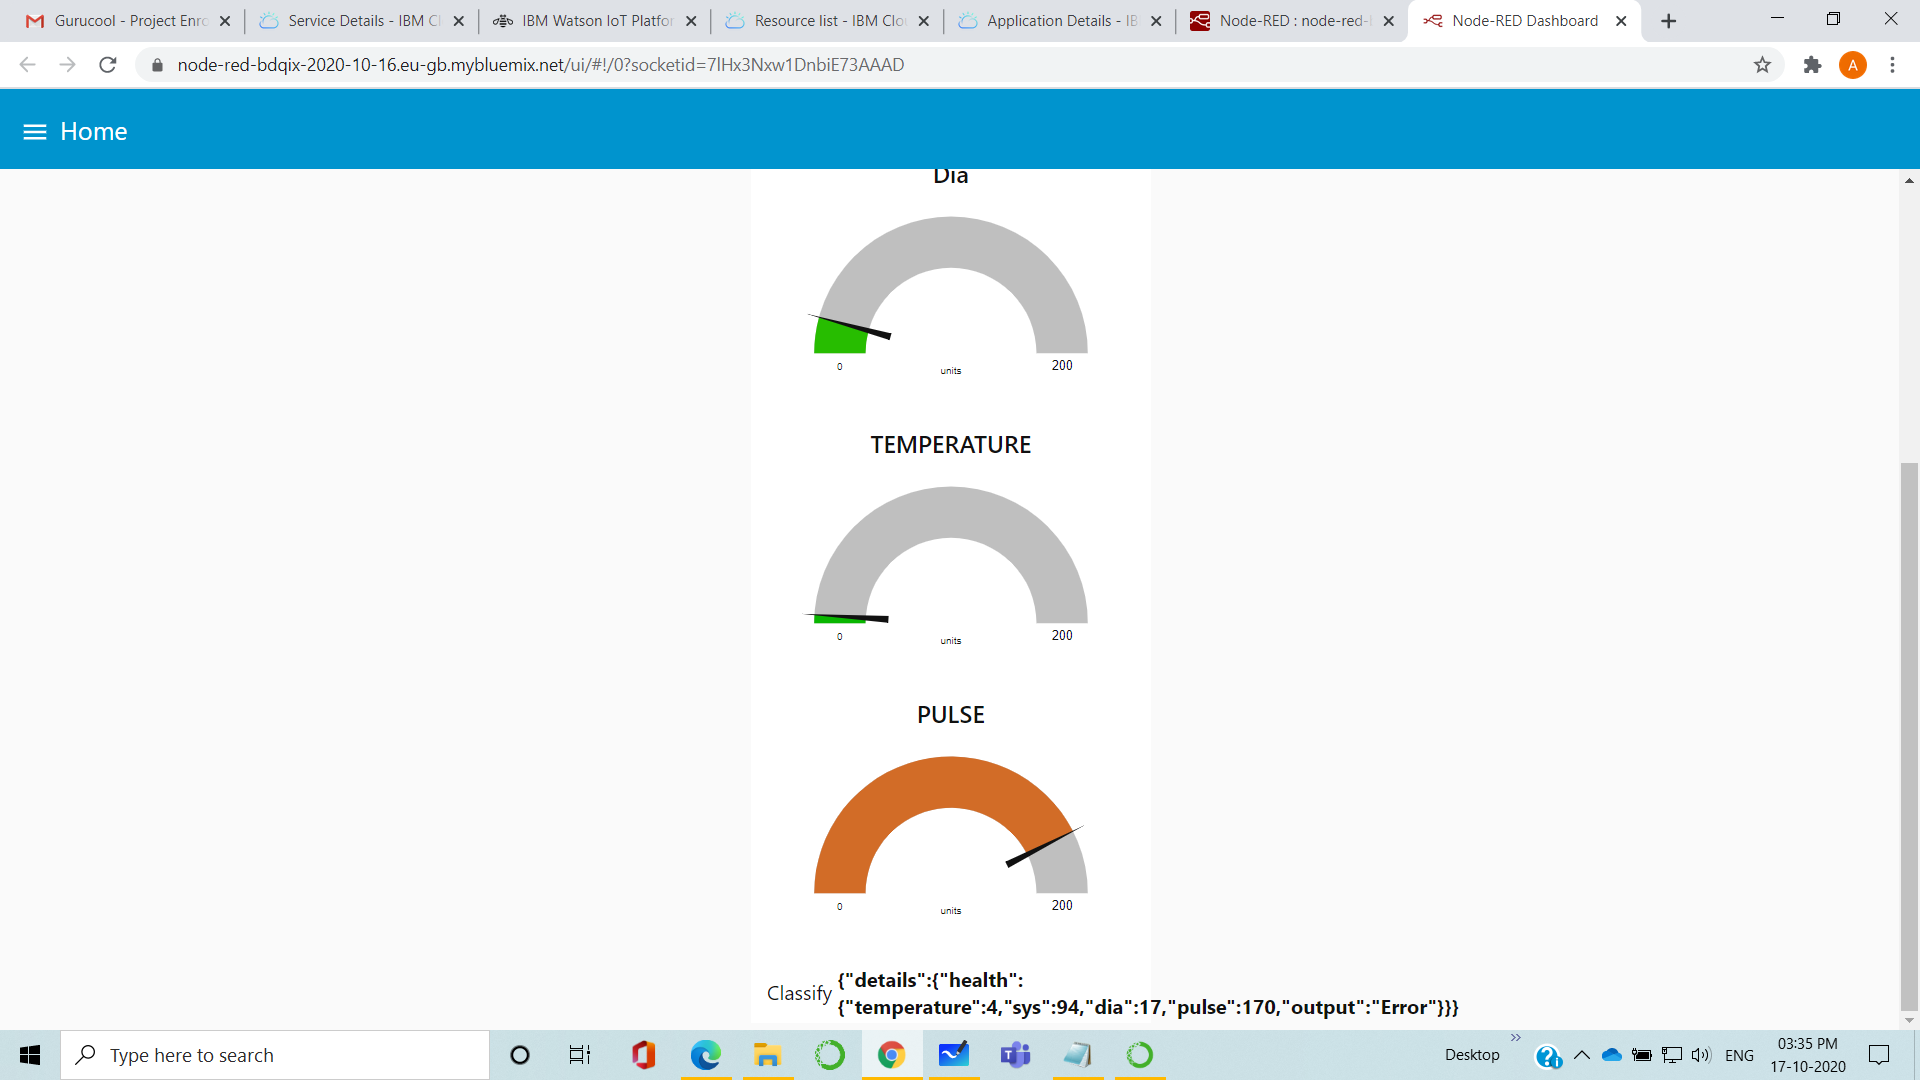 Gurucool - Project Enro
Service Details - IBM Cl
IBM Watson IoT Platfor
Resource list - IBM Clou
Application Details - IB
Node-RED : node-red-
Node-RED Dashboard
node-red-bdqix-2020-10-16.eu-gb.mybluemix.net/ui/#!/0?socketid=7lHx3Nxw1DnbiE73AAAD
A
Home
Dia
0
units
200
TEMPERATURE
0
units
200
PULSE
0
units
200
Classify
{"details":{"health":
{"temperature":4,"sys":94,"dia":17,"pulse":170,"output":"Error"}}}
Type here to search
Desktop
ENG
03:35 PM
17-10-2020